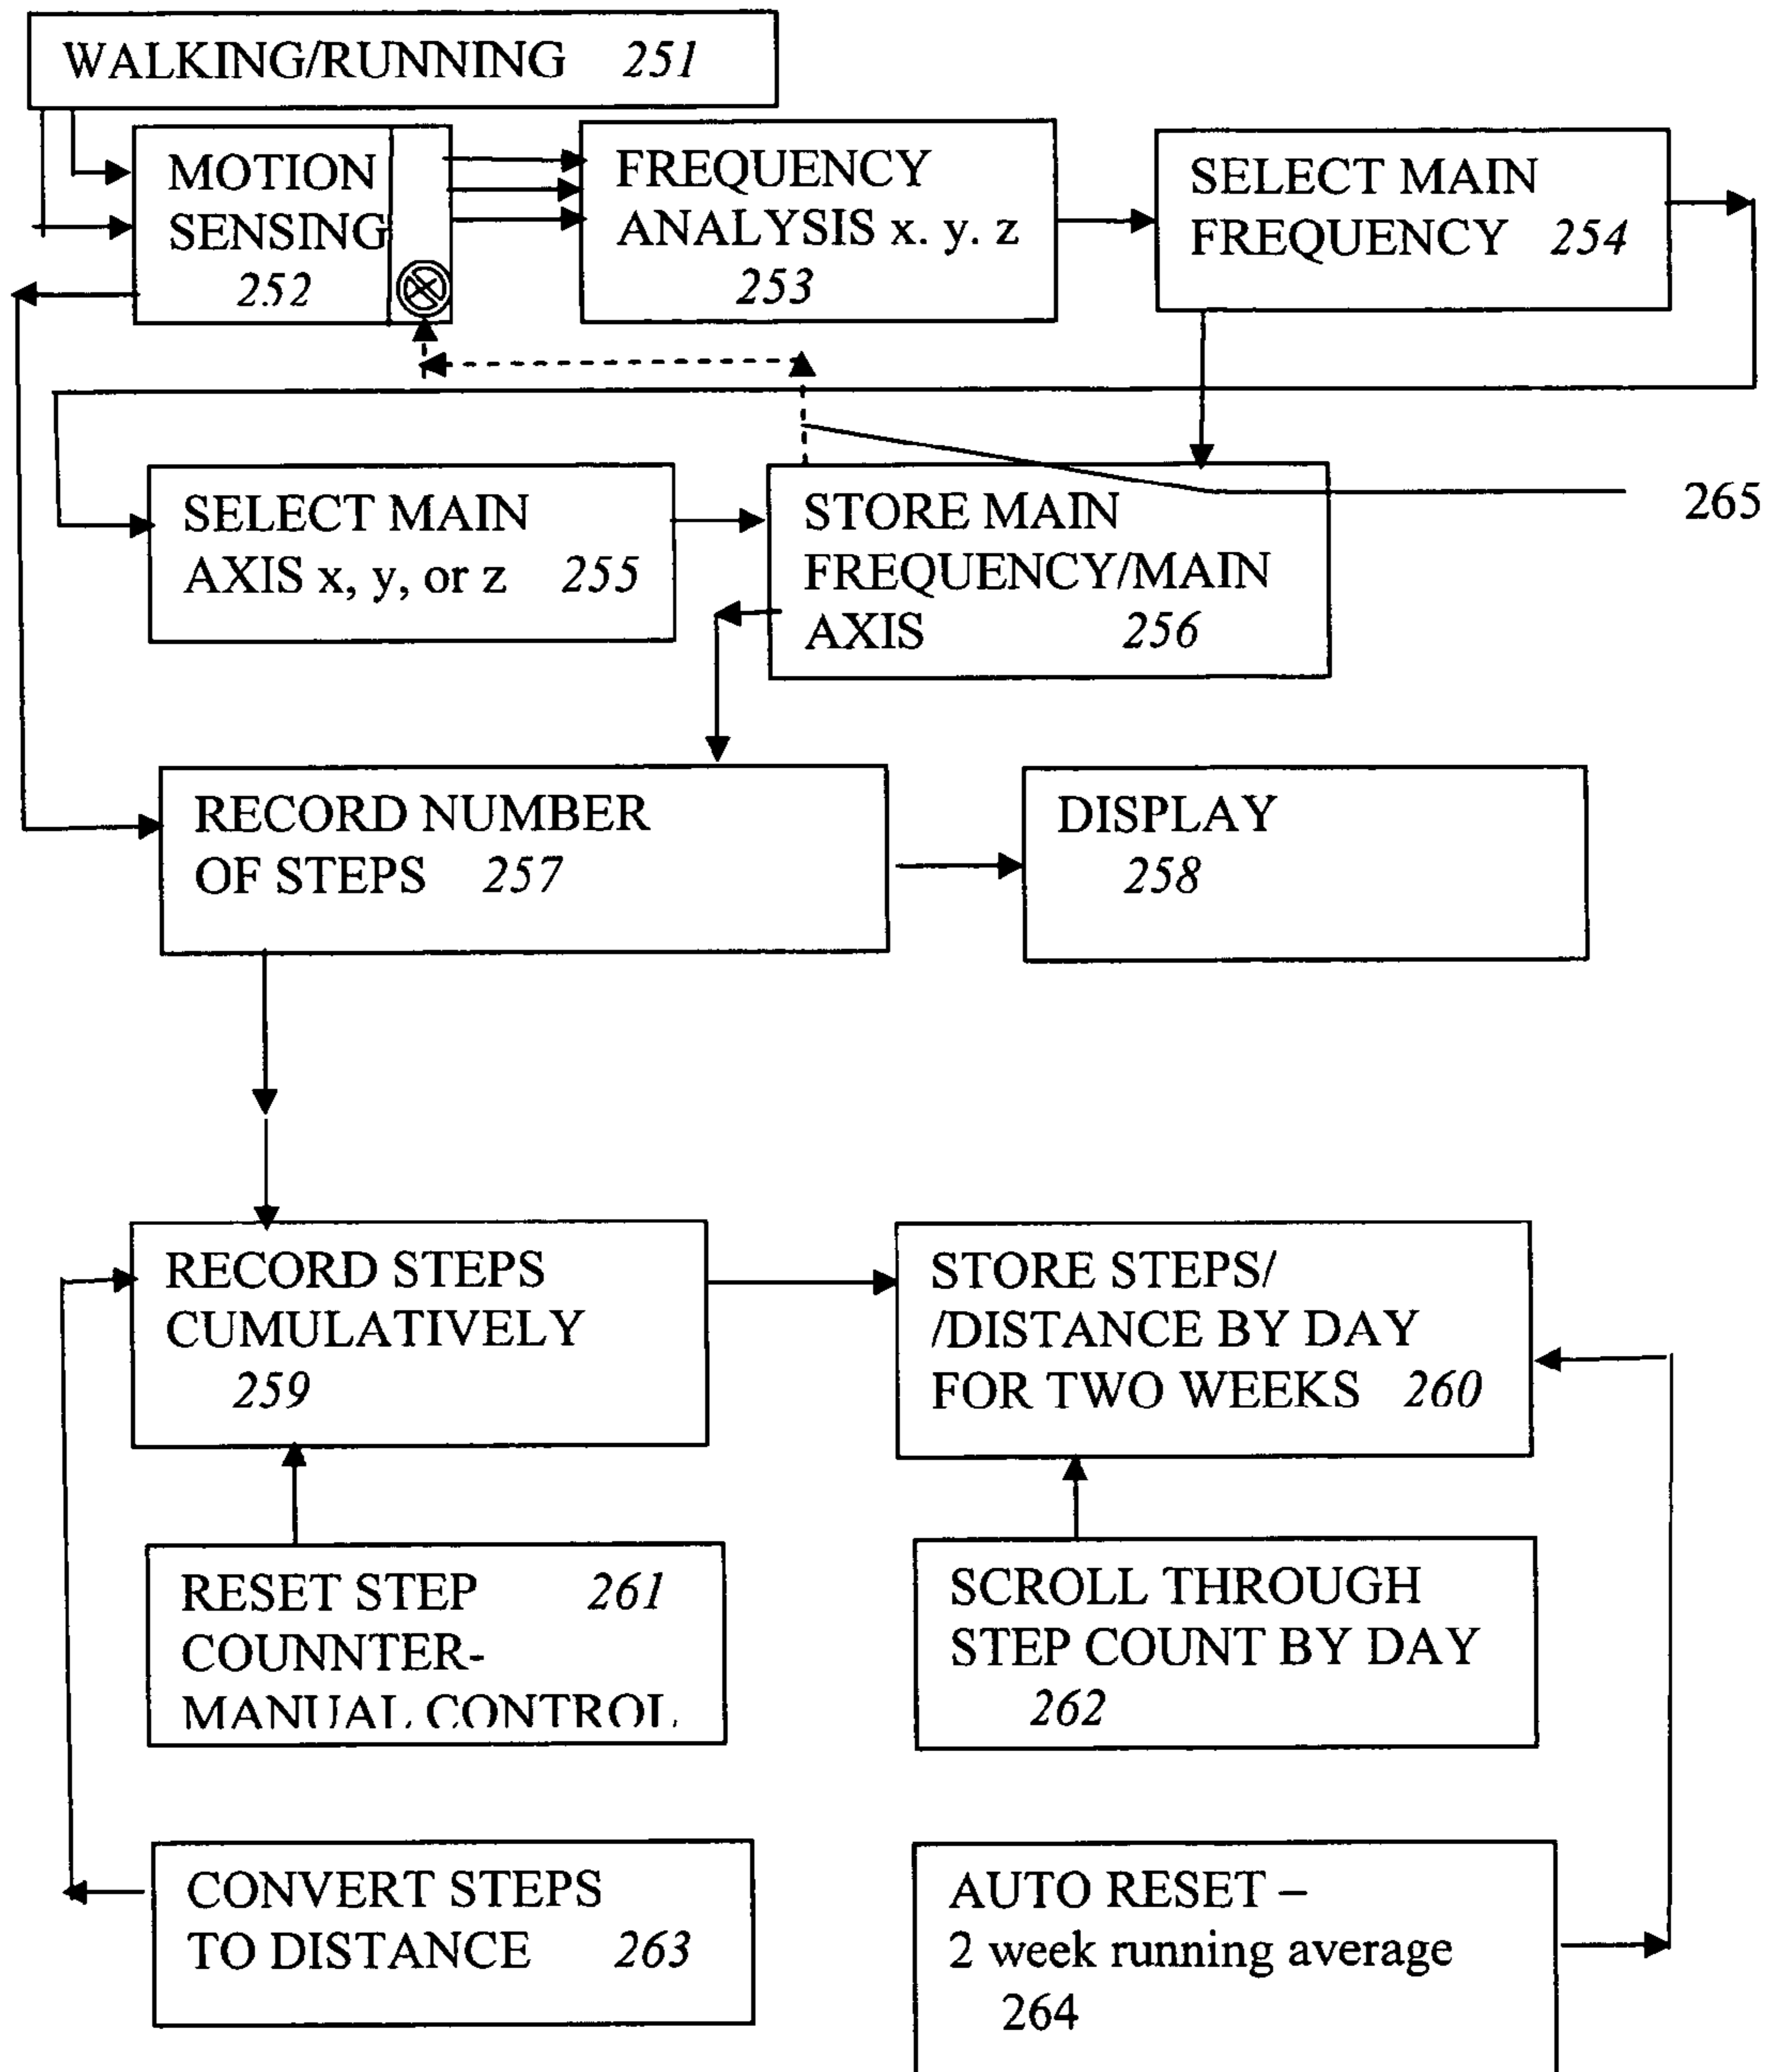 WALKING/RUNNING 251
MOTION
SENSING
252
FREQUENCY
ANALYSIS x. y. z
253
SELECT MAIN
FREQUENCY 254
SELECT MAIN
AXIS x, y, or z 255
STORE MAIN
FREQUENCY/MAIN
AXIS 256
265
RECORD NUMBER
OF STEPS 257
DISPLAY
258
RECORD STEPS
CUMULATIVELY
259
STORE STEPS/
/DISTANCE BY DAY
FOR TWO WEEKS 260
RESET STEP 261
COUNNTER-
MANUAL CONTROL
SCROLL THROUGH
STEP COUNT BY DAY
262
CONVERT STEPS
TO DISTANCE 263
AUTO RESET –
2 week running average
264